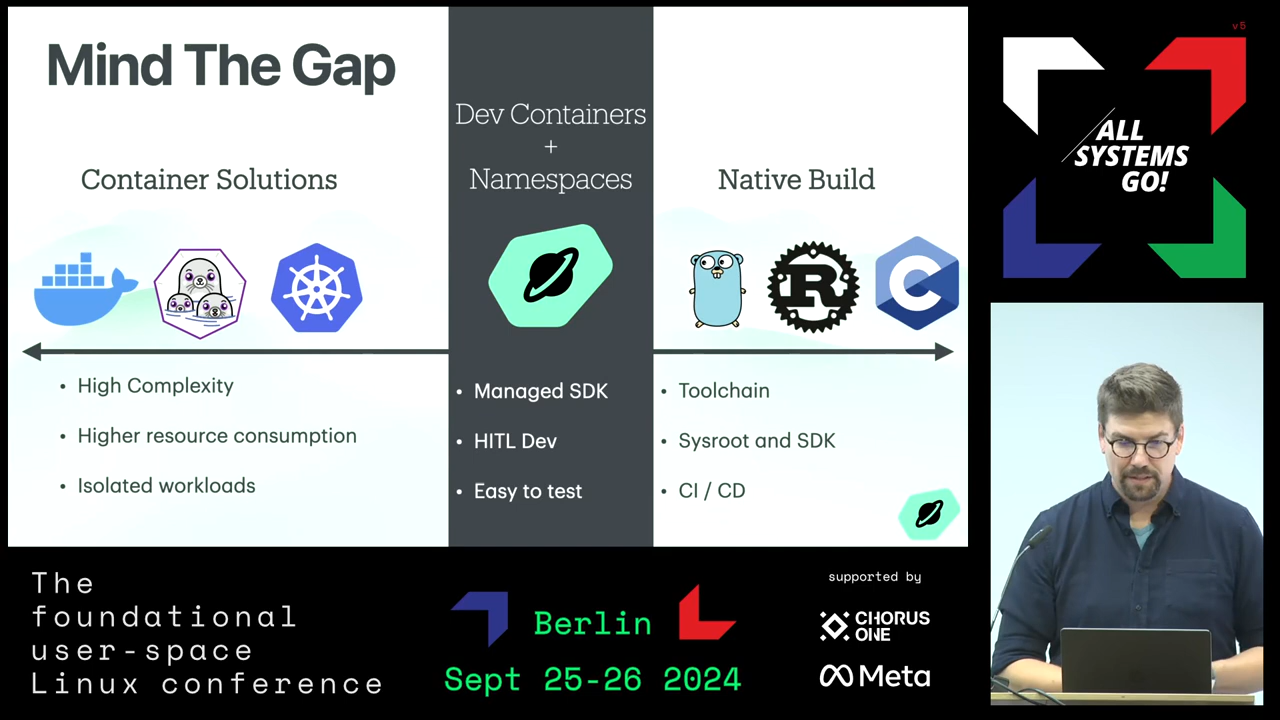 Mind The Gap
Container Solutions
High Complexity
Higher resource consumption
Isolated workloads
Dev Containers
+
Namespaces
Managed SDK
HITL Dev
Easy to test
Native Build
R
C
Toolchain
Sysroot and SDK
CI / CD
v5
ALL
SYSTEMS
GO!
The
foundational
user-space
Linux conference
Berlin
Sept 25-26 2024
supported by
CHORUS
ONE
Meta